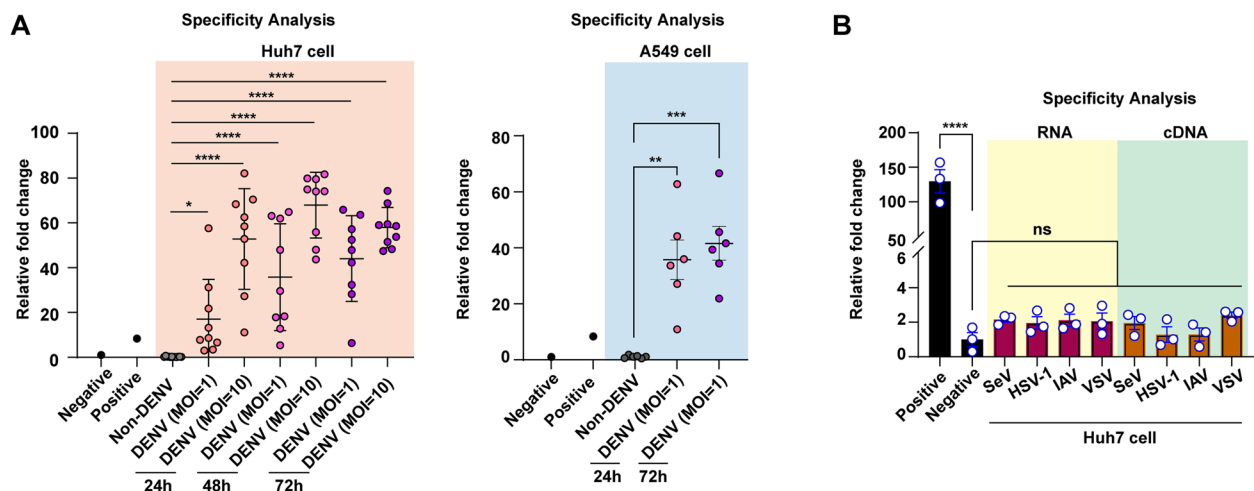 A
Specificity Analysis
Huh7 cell
****
****
****
****
****
*
Relative fold change
100
80
60
40
20
0
Negative
Positive
Non-DENV
DENV (MOI=1)
DENV (MOI=10)
DENV (MOI=1)
DENV (MOI=10)
DENV (MOI=1)
DENV (MOI=10)
24h 48h 72h
Specificity Analysis
A549 cell
***
**
Relative fold change
80
60
40
20
0
Negative
Positive
Non-DENV
DENV (MOI=1)
DENV (MOI=1)
24h 72h
B
Specificity Analysis
RNA cDNA
****
ns
Relative fold change
200
150
100
50
6
4
2
0
Positive
Negative
SeV
HSV-1
IAV
VSV
SeV
HSV-1
IAV
VSV
Huh7 cell